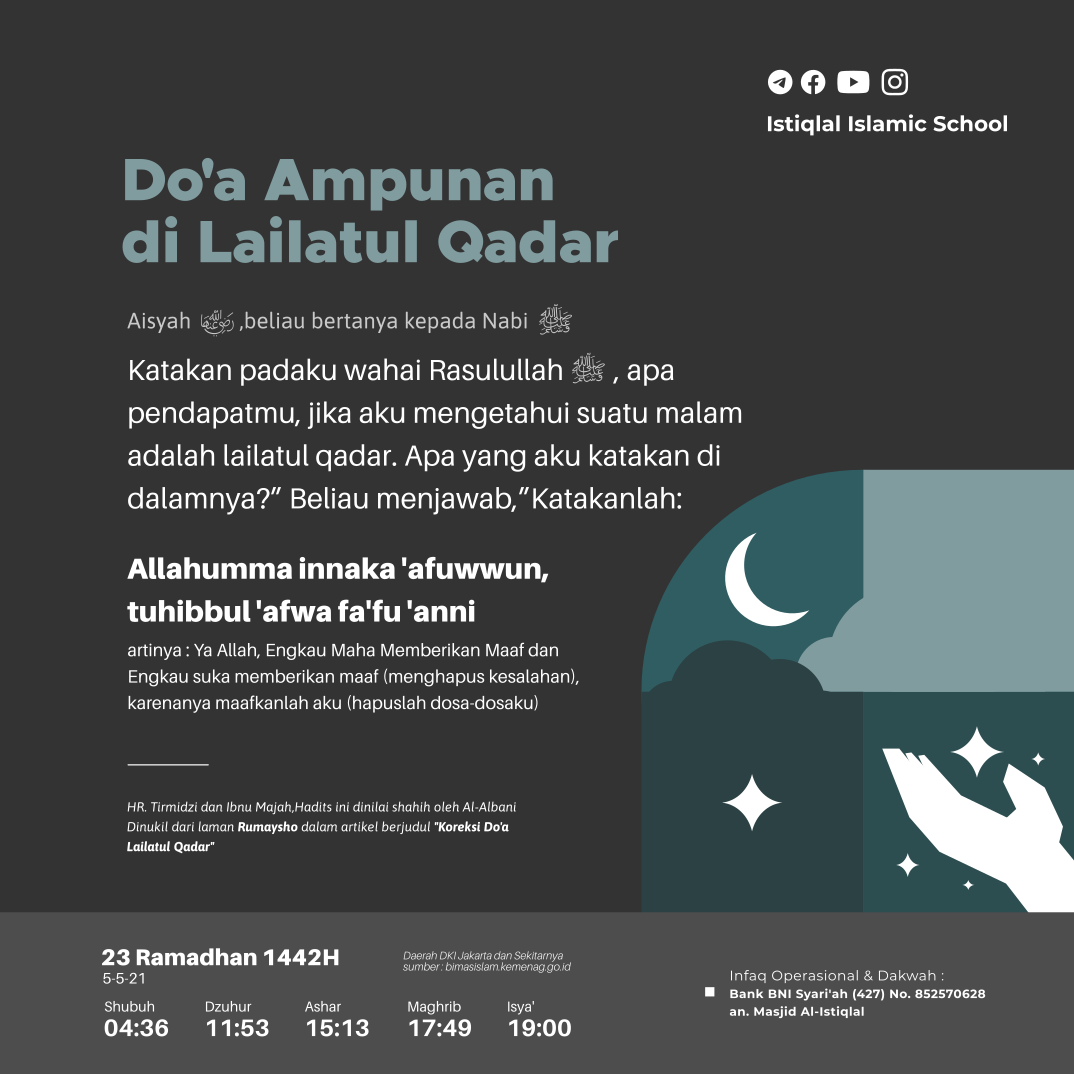 Istiqlal Islamic School
Do'a Ampunan
di Lailatul Qadar
Aisyah رضي الله عنها ,beliau bertanya kepada Nabi ﷺ
Katakan padaku wahai Rasulullah ﷺ , apa
pendapatmu, jika aku mengetahui suatu malam
adalah lailatul qadar. Apa yang aku katakan di
dalamnya?” Beliau menjawab,”Katakanlah:
Allahumma innaka 'afuwwun,
tuhibbul 'afwa fa'fu 'anni
artinya : Ya Allah, Engkau Maha Memberikan Maaf dan
Engkau suka memberikan maaf (menghapus kesalahan),
karenanya maafkanlah aku (hapuslah dosa-dosaku)
HR. Tirmidzi dan Ibnu Majah,Hadits ini dinilai shahih oleh Al-Albani
Dinukil dari laman Rumaysho dalam artikel berjudul "Koreksi Do'a
Lailatul Qadar"
23 Ramadhan 1442H
5-5-21
Daerah DKI Jakarta dan Sekitarnya
sumber : bimasislam.kemenag.go.id
Shubuh Dzuhur Ashar Maghrib Isya'
04:36 11:53 15:13 17:49 19:00
Infaq Operasional & Dakwah :
Bank BNI Syari'ah (427) No. 852570628
an. Masjid Al-Istiqlal